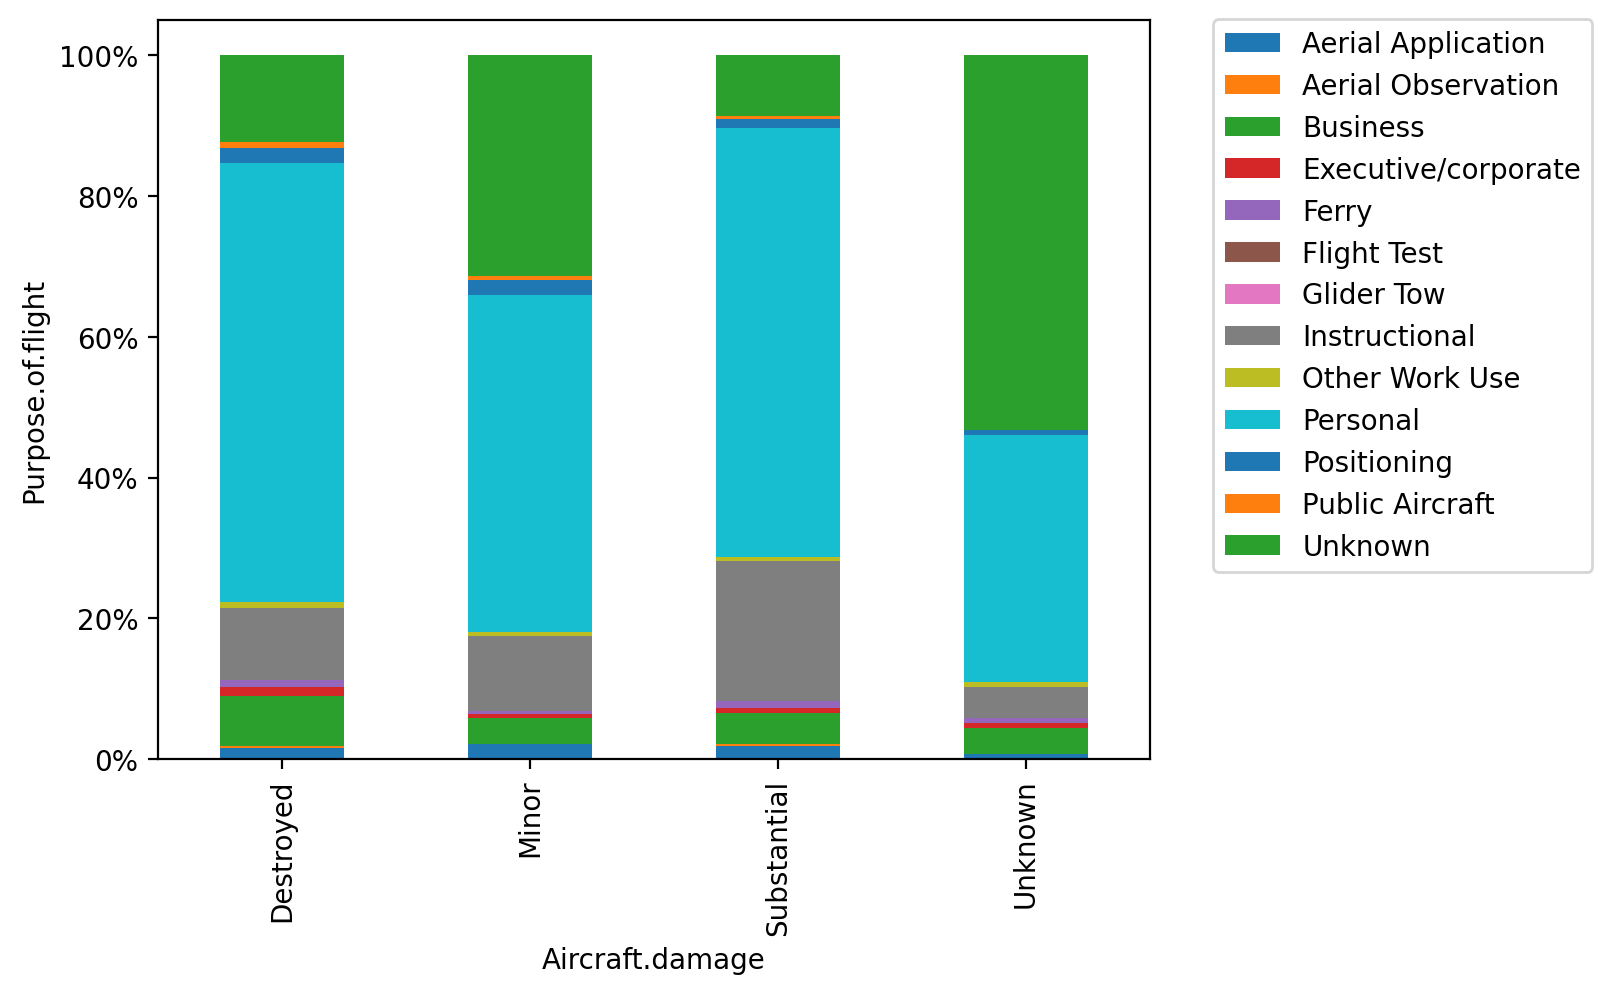 100%
80%
60%
40%
20%
0%
Purpose.of.flight
Destroyed
Minor
Substantial
Unknown
Aircraft.damage
Aerial Application
Aerial Observation
Business
Executive/corporate
Ferry
Flight Test
Glider Tow
Instructional
Other Work Use
Personal
Positioning
Public Aircraft
Unknown